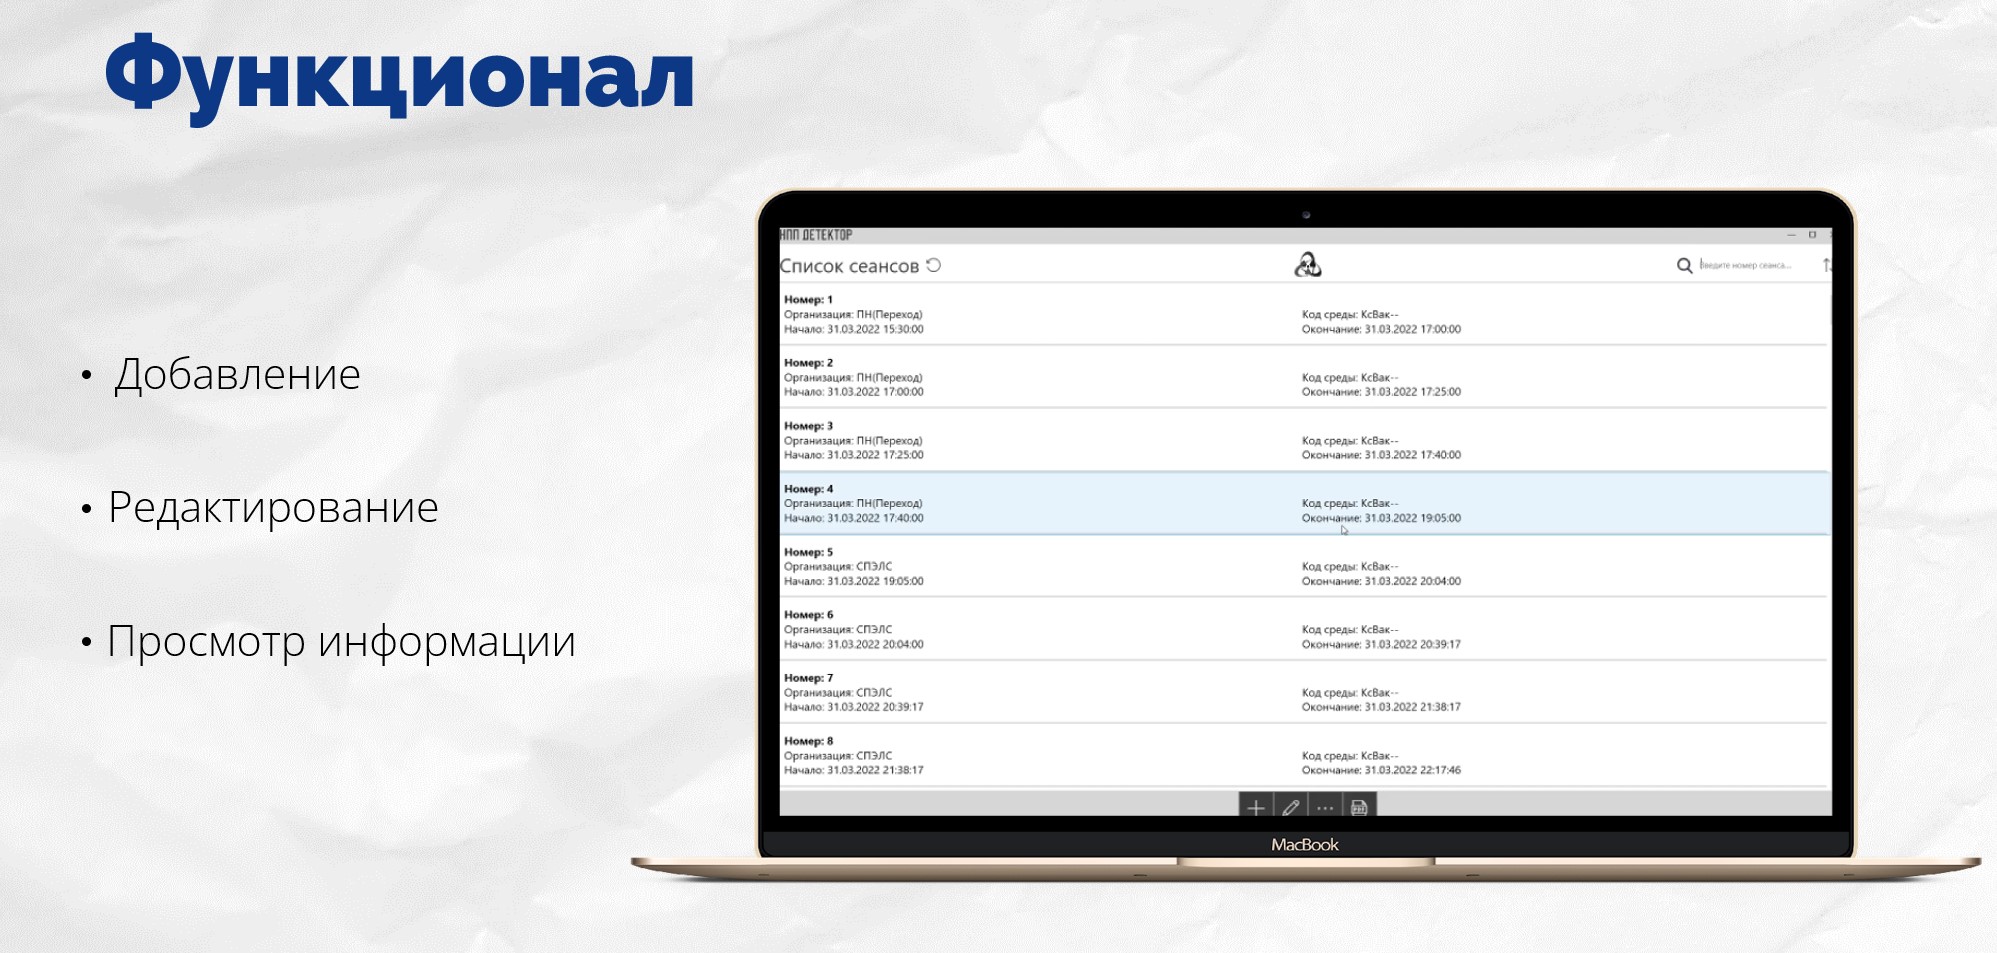 Функционал
• Добавление
• Редактирование
• Просмотр информации
НПП ДЕТЕКТОР
Список сеансов
Введите номер сеанса...
Номер: 1
Организация: ПН(Переход)
Код среды: КсВак--
Начало: 31.03.2022 15:30:00
Окончание: 31.03.2022 17:00:00
Номер: 2
Организация: ПН(Переход)
Код среды: КсВак--
Начало: 31.03.2022 17:00:00
Окончание: 31.03.2022 17:25:00
Номер: 3
Организация: ПН(Переход)
Код среды: КсВак--
Начало: 31.03.2022 17:25:00
Окончание: 31.03.2022 17:40:00
Номер: 4
Организация: ПН(Переход)
Код среды: КсВак--
Начало: 31.03.2022 17:40:00
Окончание: 31.03.2022 19:05:00
Номер: 5
Организация: СПЭЛС
Код среды: КсВак--
Начало: 31.03.2022 19:05:00
Окончание: 31.03.2022 20:04:00
Номер: 6
Организация: СПЭЛС
Код среды: КсВак--
Начало: 31.03.2022 20:04:00
Окончание: 31.03.2022 20:39:17
Номер: 7
Организация: СПЭЛС
Код среды: КсВак--
Начало: 31.03.2022 20:39:17
Окончание: 31.03.2022 21:38:17
Номер: 8
Организация: СПЭЛС
Код среды: КсВак--
Начало: 31.03.2022 21:38:17
Окончание: 31.03.2022 22:17:46
PDF
MacBook